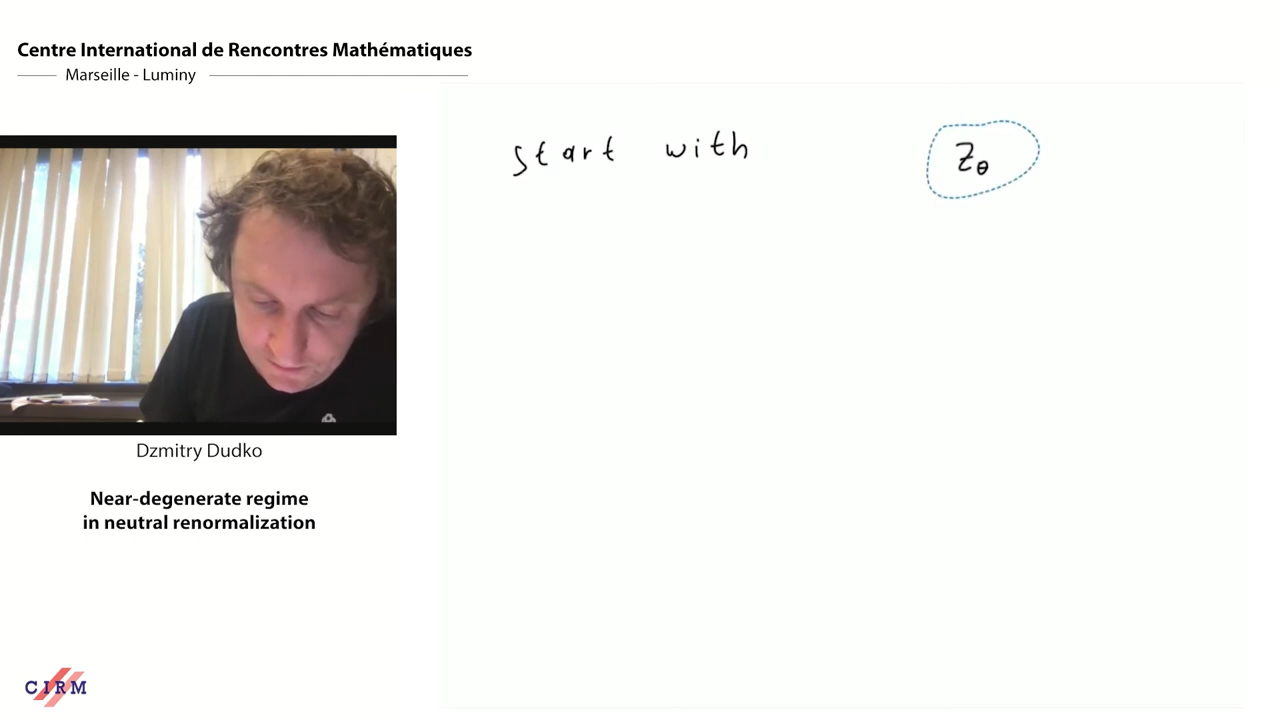 Centre International de Rencontres Mathématiques
Marseille - Luminy
start with Z_θ
Dzmitry Dudko
Near-degenerate regime
in neutral renormalization
CIRM